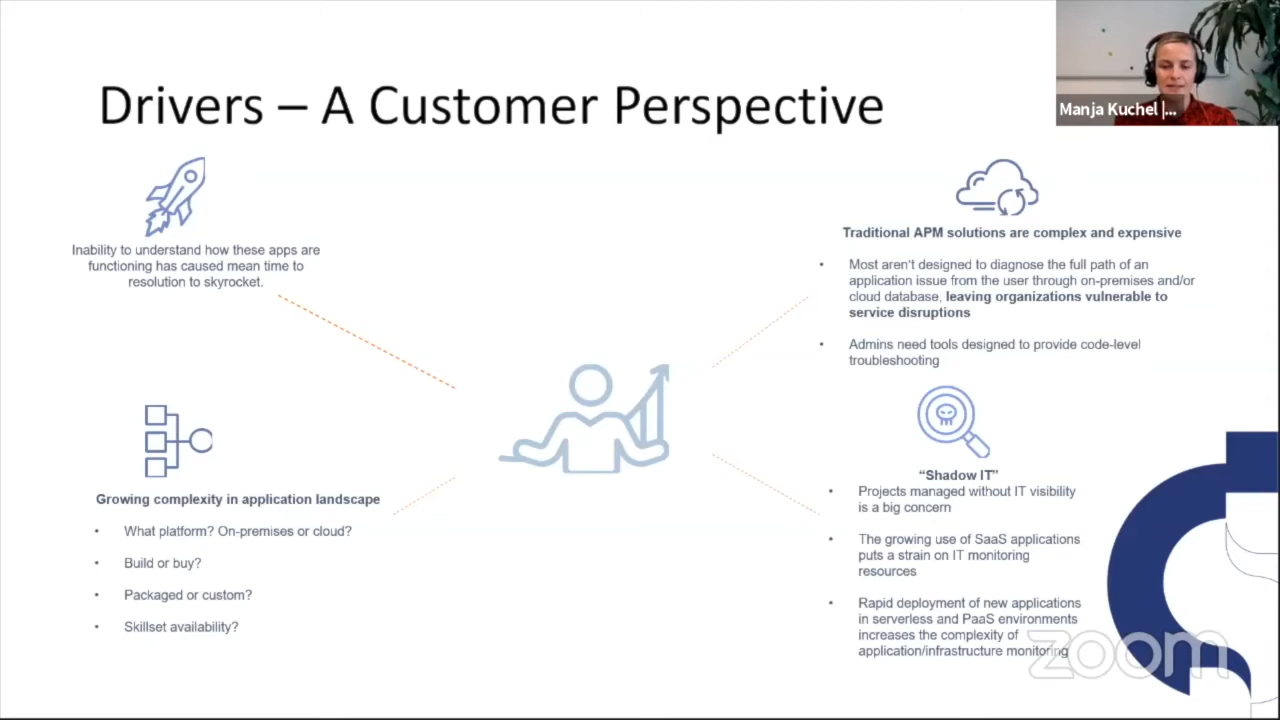 Drivers – A Customer Perspective
Manja Kuchel |...
Inability to understand how these apps are
functioning has caused mean time to
resolution to skyrocket.
Growing complexity in application landscape
• What platform? On-premises or cloud?
• Build or buy?
• Packaged or custom?
• Skillset availability?
Traditional APM solutions are complex and expensive
• Most aren't designed to diagnose the full path of an
application issue from the user through on-premises and/or
cloud database, leaving organizations vulnerable to
service disruptions
• Admins need tools designed to provide code-level
troubleshooting
“Shadow IT”
• Projects managed without IT visibility
is a big concern
• The growing use of SaaS applications
puts a strain on IT monitoring
resources
• Rapid deployment of new applications
in serverless and PaaS environments
increases the complexity of
application/infrastructure monitoring
zoom